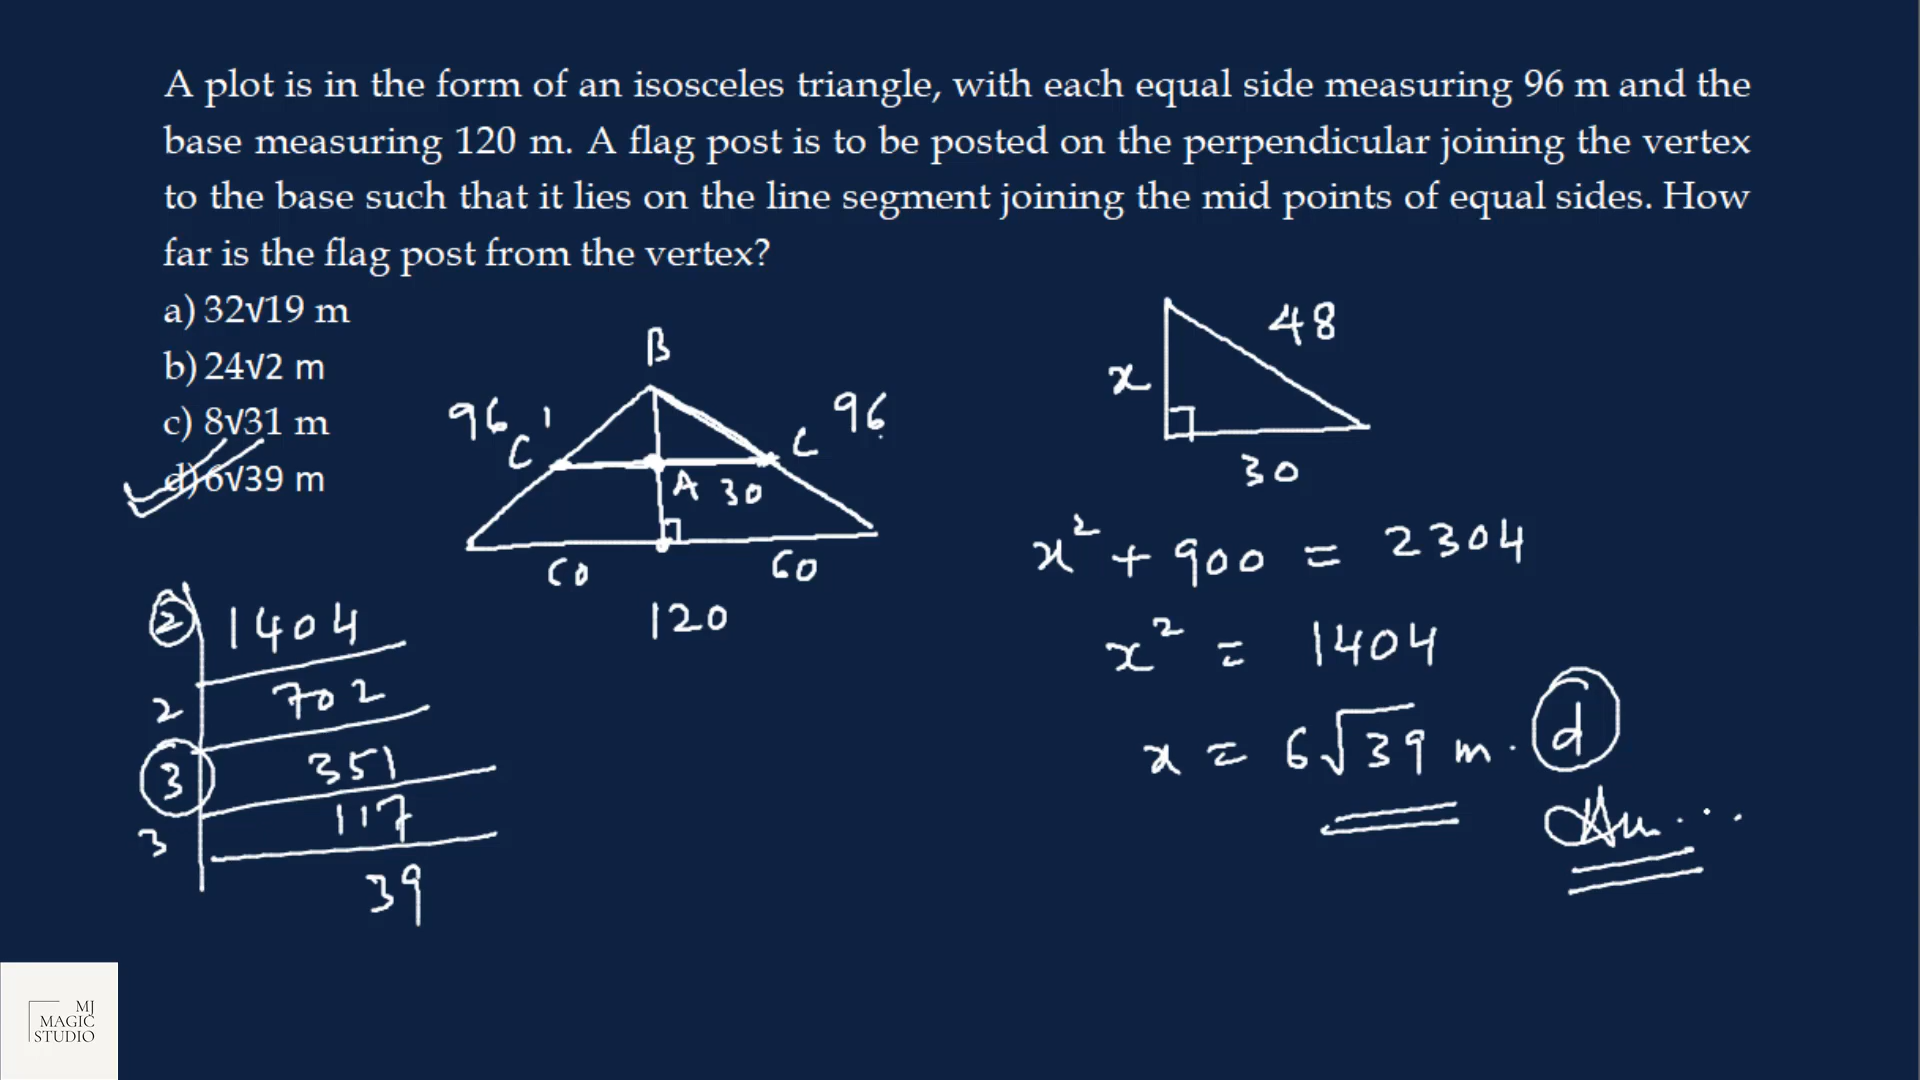 A plot is in the form of an isosceles triangle, with each equal side measuring 96 m and the
base measuring 120 m. A flag post is to be posted on the perpendicular joining the vertex
to the base such that it lies on the line segment joining the mid points of equal sides. How
far is the flag post from the vertex?
a) 32√19 m
b) 24√2 m
c) 8√31 m
d) 6√39 m
B
96
C'
C
96
A 30
60
60
120
x
48
30
x² + 900 = 2304
x² = 1404
x = 6√39 m. d
2 1404
2 702
3 351
3 117
39
MJ
MAGIC
STUDIO